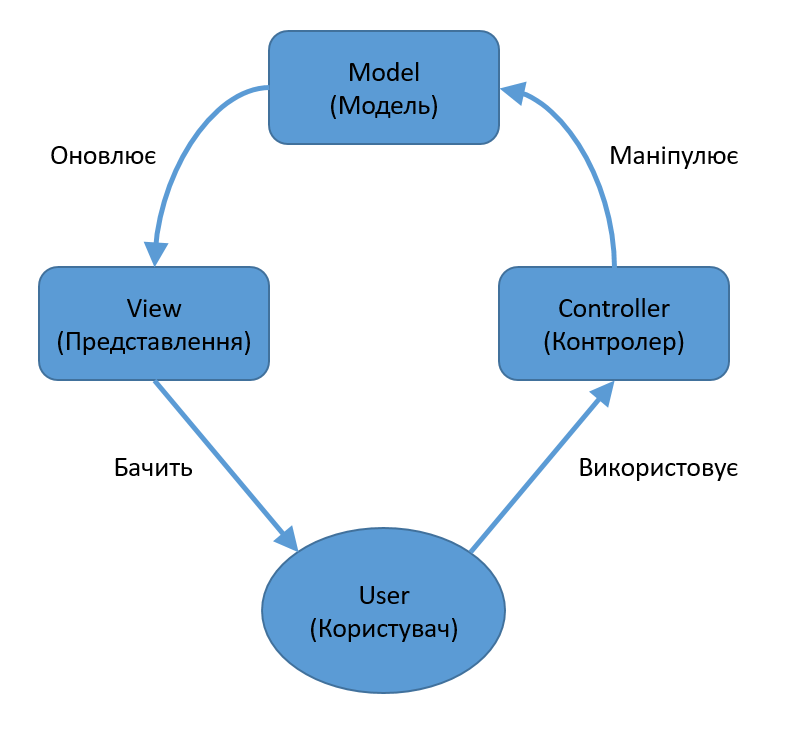 Model
(Модель)
Оновлює
Маніпулює
View
(Представлення)
Controller
(Контролер)
Бачить
Використовує
User
(Користувач)